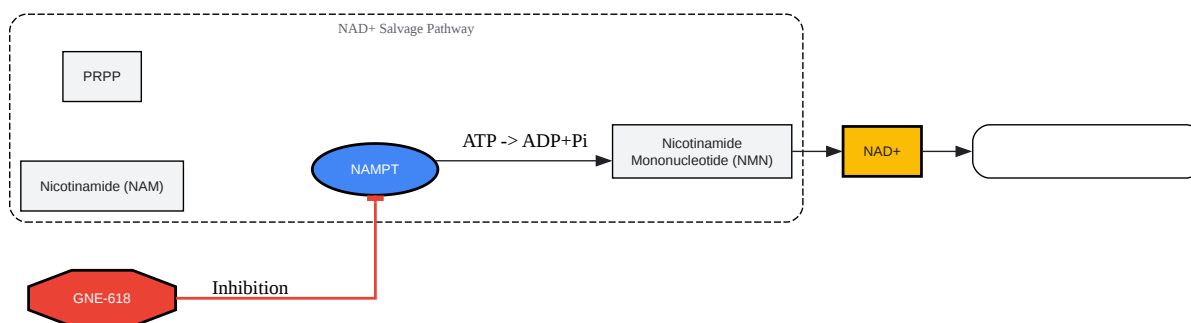 NAD+ Salvage Pathway
PRPP
Nicotinamide (NAM)
NAMPT
ATP -> ADP+Pi
Nicotinamide
Mononucleotide (NMN)
NAD+
GNE-618
Inhibition